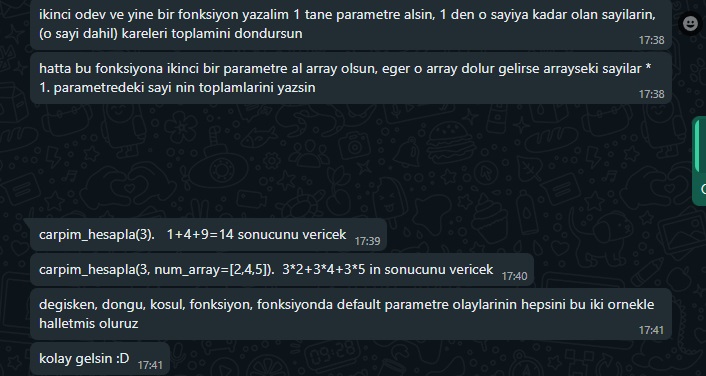 ikinci odev ve yine bir fonksiyon yazalim 1 tane parametre alsin, 1 den o sayiya kadar olan sayilarin,
(o sayi dahil) kareleri toplamini dondursun
17:38
hatta bu fonksiyona ikinci bir parametre al array olsun, eger o array dolur gelirse arrayseki sayilar *
1. parametredeki sayi nin toplamlarini yazsin
17:38
carpim_hesapla(3).   1+4+9=14 sonucunu vericek 17:39
carpim_hesapla(3, num_array=[2,4,5]).  3*2+3*4+3*5 in sonucunu vericek 17:40
degisken, dongu, kosul, fonksiyon, fonksiyonda default parametre olaylarinin hepsini bu iki ornekle
halletmis oluruz
17:41
kolay gelsin :D 17:41